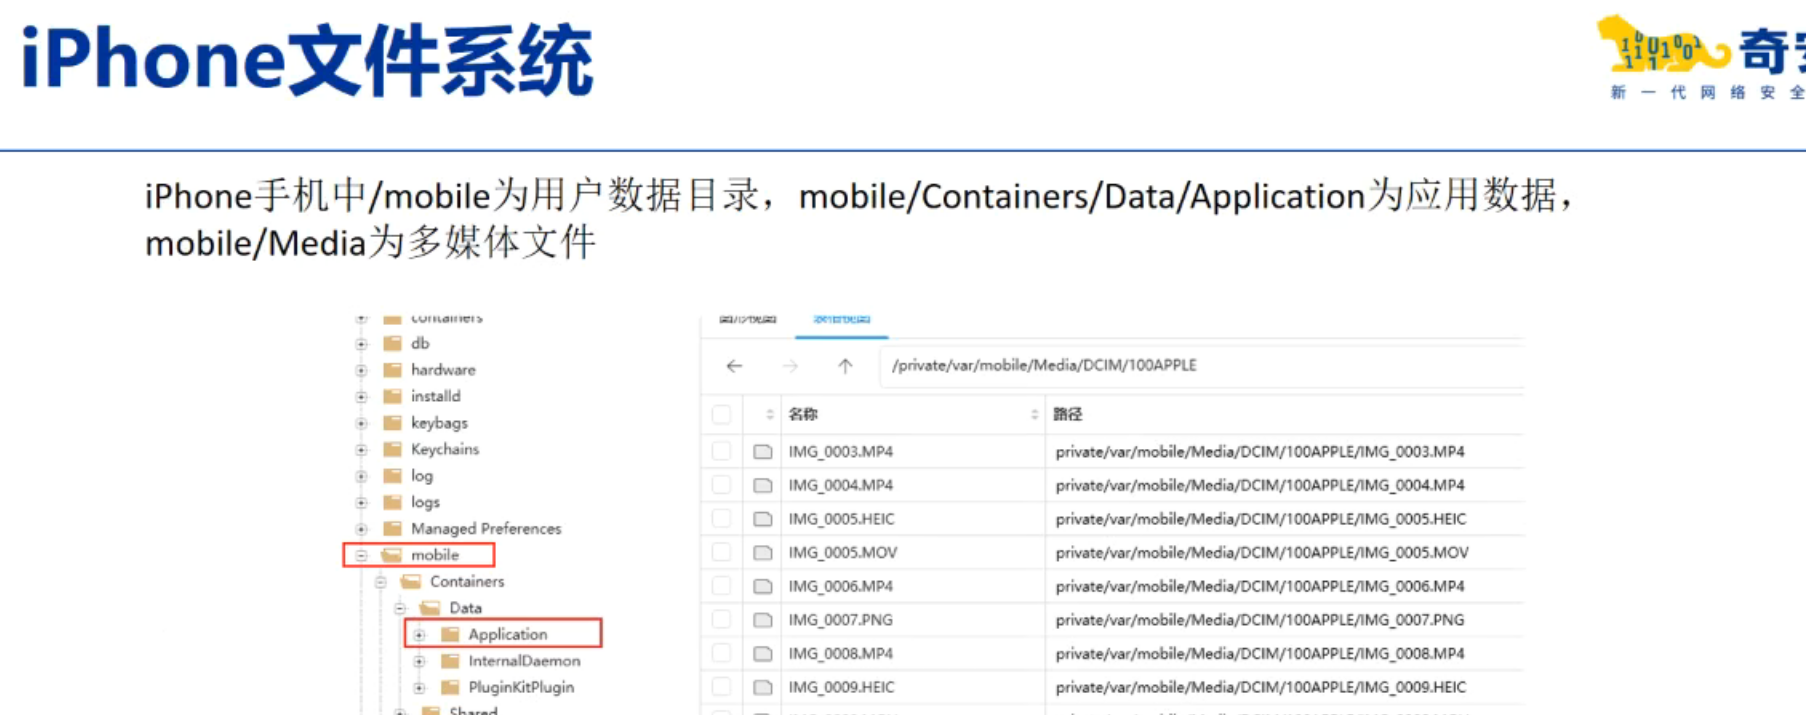 iPhone文件系统
奇安
新一代网络安全
iPhone手机中/mobile为用户数据目录，mobile/Containers/Data/Application为应用数据，
mobile/Media为多媒体文件
containers
db
hardware
installd
keybags
Keychains
log
logs
Managed Preferences
mobile
Containers
Data
Application
InternalDaemon
PluginKitPlugin
Shared
图形视图 表格视图
/private/var/mobile/Media/DCIM/100APPLE
名称 路径
IMG_0003.MP4 private/var/mobile/Media/DCIM/100APPLE/IMG_0003.MP4
IMG_0004.MP4 private/var/mobile/Media/DCIM/100APPLE/IMG_0004.MP4
IMG_0005.HEIC private/var/mobile/Media/DCIM/100APPLE/IMG_0005.HEIC
IMG_0005.MOV private/var/mobile/Media/DCIM/100APPLE/IMG_0005.MOV
IMG_0006.MP4 private/var/mobile/Media/DCIM/100APPLE/IMG_0006.MP4
IMG_0007.PNG private/var/mobile/Media/DCIM/100APPLE/IMG_0007.PNG
IMG_0008.MP4 private/var/mobile/Media/DCIM/100APPLE/IMG_0008.MP4
IMG_0009.HEIC private/var/mobile/Media/DCIM/100APPLE/IMG_0009.HEIC